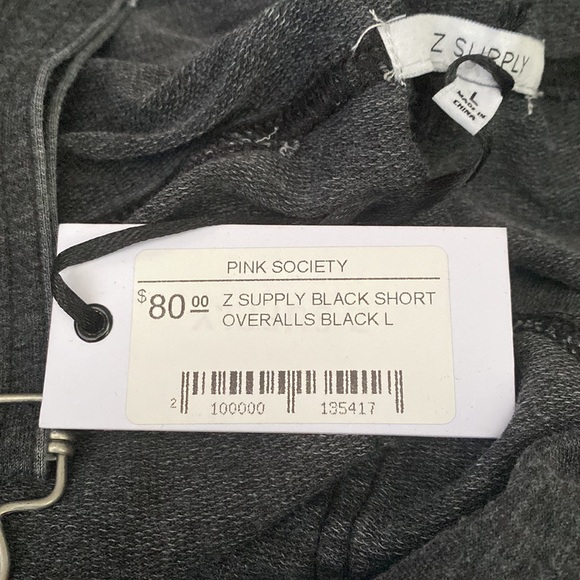 Z SUPPLY
L
MADE IN
CHINA
PINK SOCIETY
$80.00 Z SUPPLY BLACK SHORT
OVERALLS BLACK L
2 100000 135417